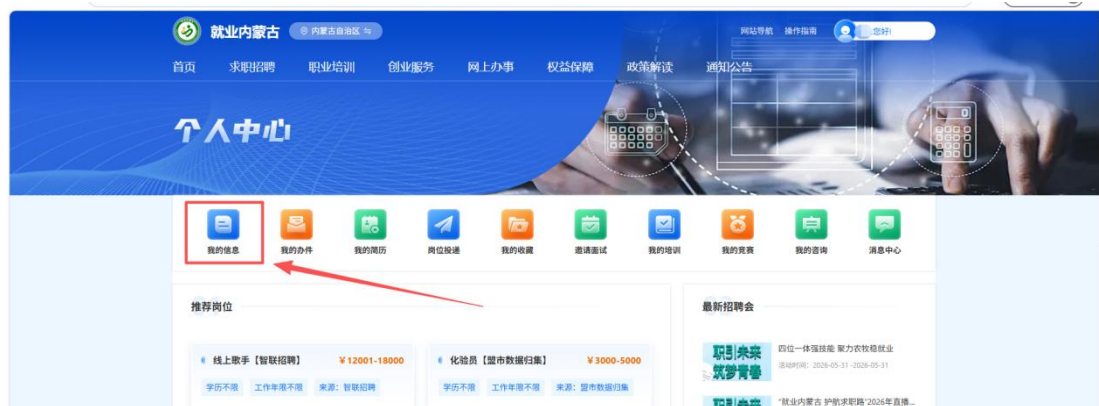 就业内蒙古 内蒙古自治区
网站导航 操作指南 您好!
首页 求职招聘 职业培训 创业服务 网上办事 权益保障 政策解读 通知公告
个人中心
我的信息 我的办件 我的简历 岗位投递 我的收藏 邀请面试 我的培训 我的竞赛 我的咨询 消息中心
推荐岗位
线上歌手【智联招聘】 ¥12001-18000
学历不限 工作年限不限 来源：智联招聘
化验员【盟市数据归集】 ¥3000-5000
学历不限 工作年限不限 来源：盟市数据归集
最新招聘会
职引未来
筑梦青春
四位一体强技能 聚力农牧稳就业
活动时间：2026-05-31-2026-05-31
"就业内蒙古 护航求职路"2026年直播...